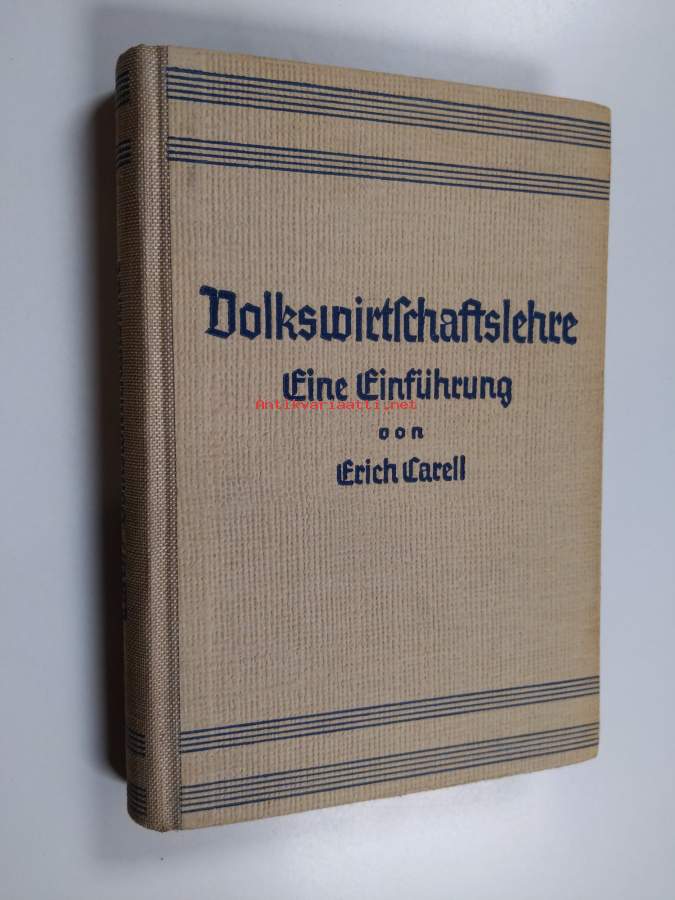 Volkswirtſchaftslehre
Eine Einführung
Antikvariaatti.net
von
Erich Carell